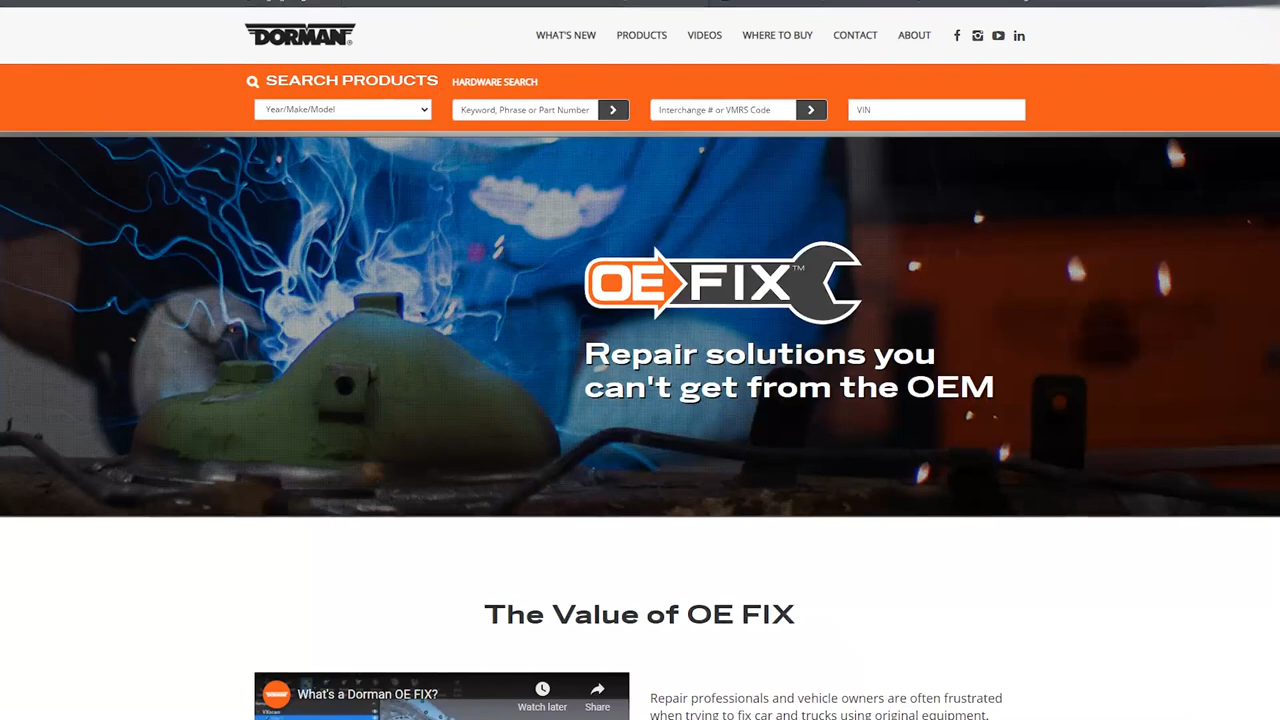 DORMAN
WHAT'S NEW
PRODUCTS
VIDEOS
WHERE TO BUY
CONTACT
ABOUT
SEARCH PRODUCTS
HARDWARE SEARCH
Year/Make/Model
Keyword, Phrase or Part Number
Interchange # or VMRS Code
VIN
OE FIX™
Repair solutions you
can't get from the OEM
The Value of OE FIX
DORMAN
What's a Dorman OE FIX?
Watch later
Share
Repair professionals and vehicle owners are often frustrated
when trying to fix car and trucks using original equipment,